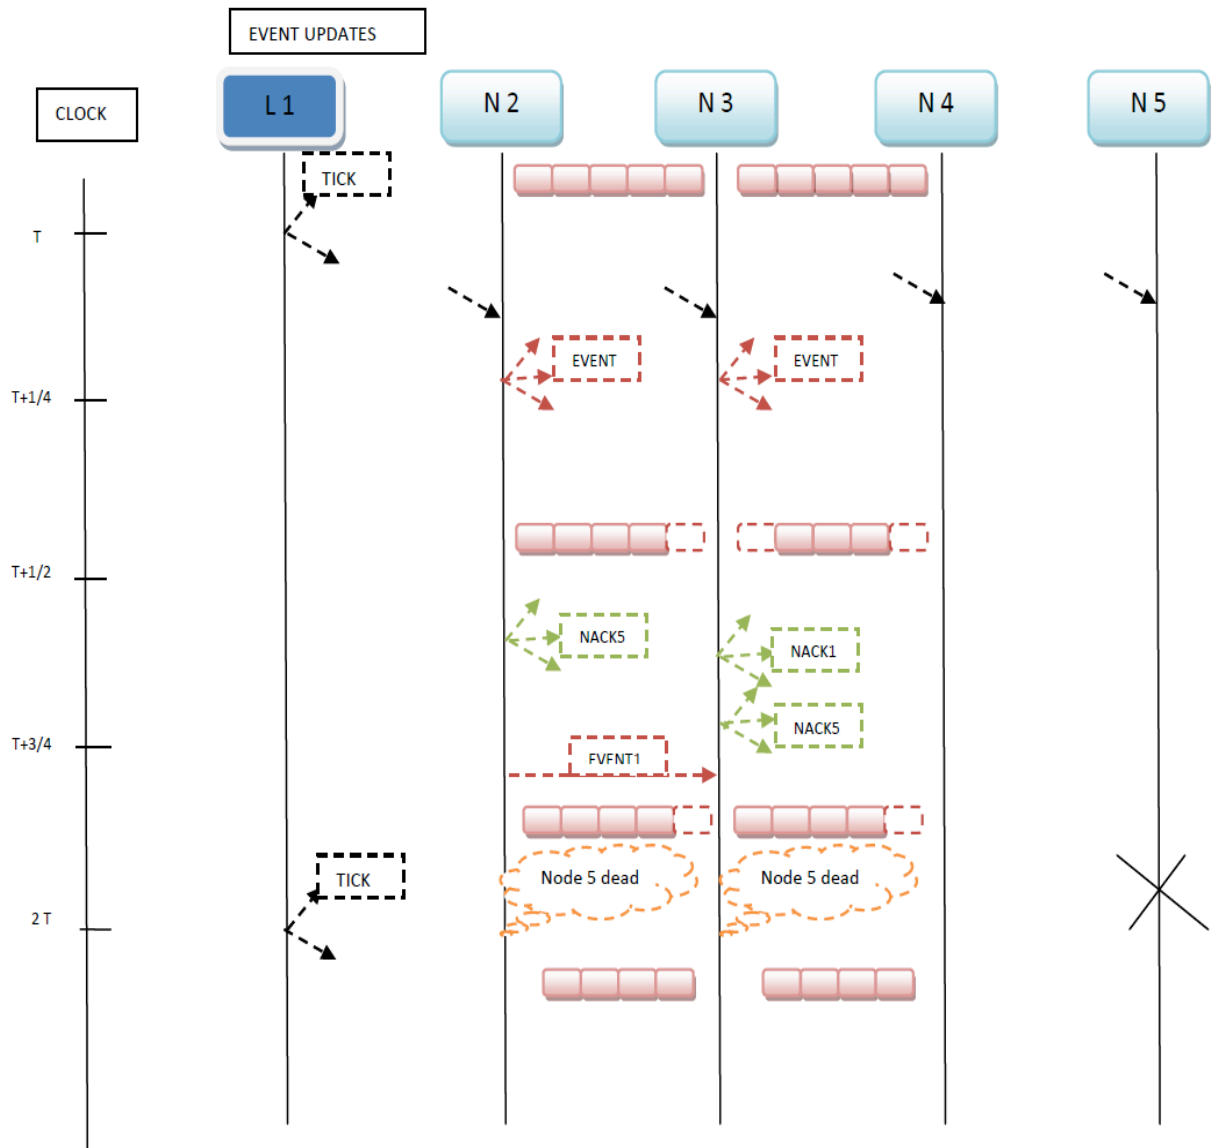 EVENT UPDATES
CLOCK
L 1
N 2
N 3
N 4
N 5
TICK
T
EVENT
EVENT
T+1/4
T+1/2
NACK5
NACK1
NACK5
T+3/4
EVENT1
TICK
Node 5 dead
Node 5 dead
2 T